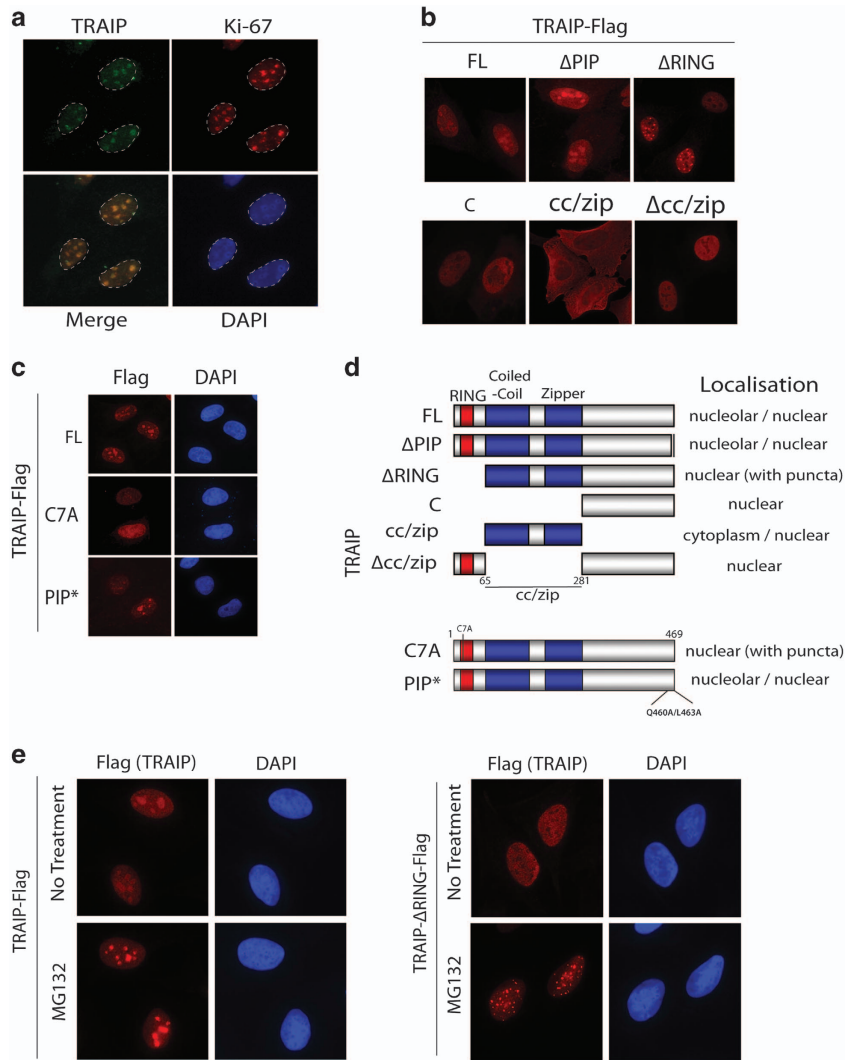 a
TRAIP Ki-67
Merge DAPI
b
TRAIP-Flag
FL ΔPIP ΔRING
C cc/zip Δcc/zip
c
Flag DAPI
TRAIP-Flag
FL
C7A
PIP*
d
Coiled
-Coil
RING Zipper Localisation
FL nucleolar / nuclear
ΔPIP nucleolar / nuclear
ΔRING nuclear (with puncta)
C nuclear
cc/zip cytoplasm / nuclear
Δcc/zip nuclear
TRAIP
65 281
cc/zip
1 C7A 469
C7A nuclear (with puncta)
PIP* nucleolar / nuclear
Q460A/L463A
e
Flag (TRAIP) DAPI
TRAIP-Flag
No Treatment
MG132
Flag (TRAIP) DAPI
TRAIP-ΔRING-Flag
No Treatment
MG132